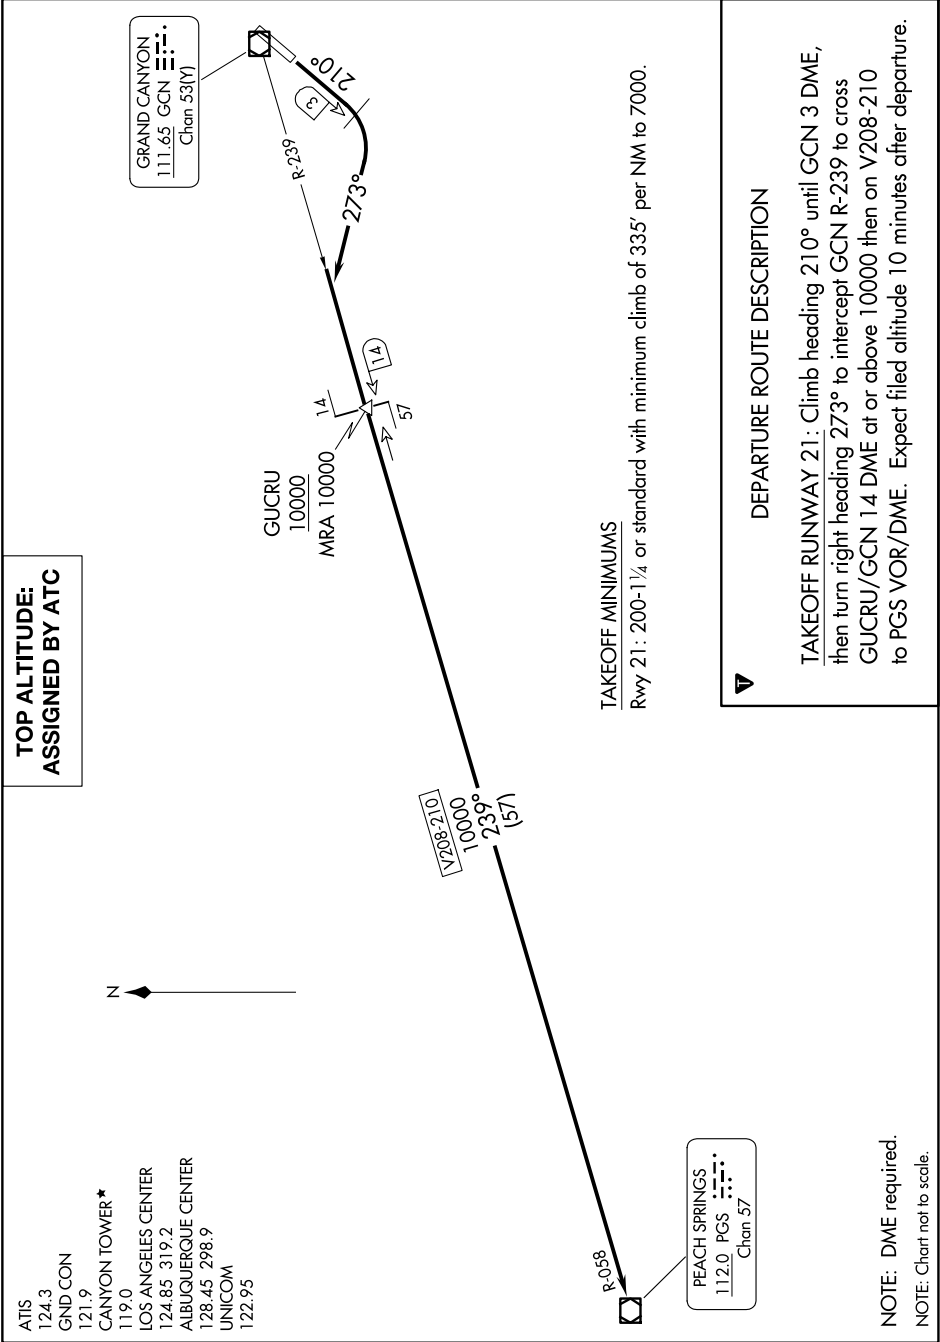 TOP ALTITUDE:
ASSIGNED BY ATC
ATIS
124.3
GND CON
121.9
CANYON TOWER★
119.0
LOS ANGELES CENTER
124.85 319.2
ALBUQUERQUE CENTER
128.45 298.9
UNICOM
122.95
N
GRAND CANYON
111.65 GCN
Chan 53(Y)
R-239
210°
3
273°
GUCRU
10000
MRA 10000
14
14
57
V208-210
10000
239°
(57)
R-058
PEACH SPRINGS
112.0 PGS
Chan 57
TAKEOFF MINIMUMS
Rwy 21: 200-1¼ or standard with minimum climb of 335' per NM to 7000.
NOTE: DME required.
NOTE: Chart not to scale.
T
DEPARTURE ROUTE DESCRIPTION
TAKEOFF RUNWAY 21: Climb heading 210° until GCN 3 DME,
then turn right heading 273° to intercept GCN R-239 to cross
GUCRU/GCN 14 DME at or above 10000 then on V208-210
to PGS VOR/DME. Expect filed altitude 10 minutes after departure.